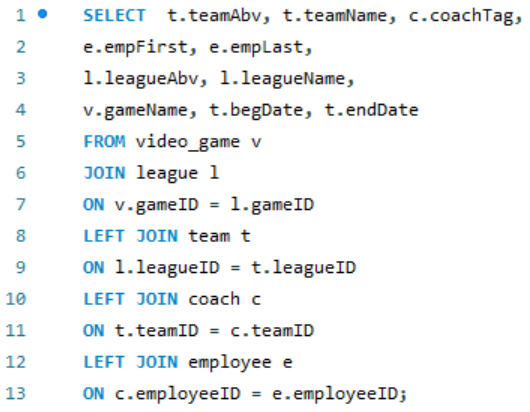 1 SELECT t.teamAbv, t.teamName, c.coachTag,
2 e.empFirst, e.empLast,
3 l.leagueAbv, l.leagueName,
4 v.gameName, t.begDate, t.endDate
5 FROM video_game v
6 JOIN league l
7 ON v.gameID = l.gameID
8 LEFT JOIN team t
9 ON l.leagueID = t.leagueID
10 LEFT JOIN coach c
11 ON t.teamID = c.teamID
12 LEFT JOIN employee e
13 ON c.employeeID = e.employeeID;